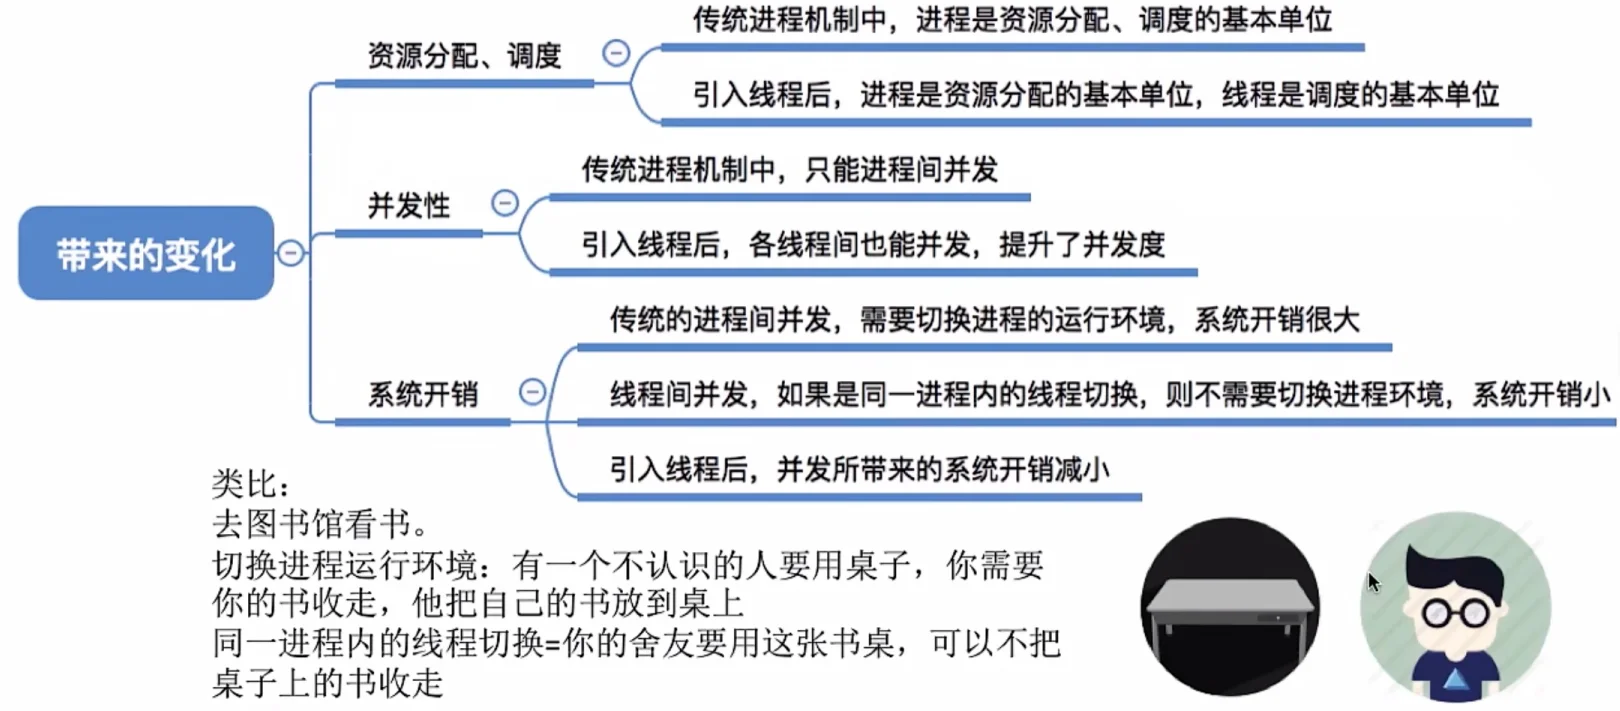 传统进程机制中，进程是资源分配、调度的基本单位
资源分配、调度
引入线程后，进程是资源分配的基本单位，线程是调度的基本单位
传统进程机制中，只能进程间并发
并发性
引入线程后，各线程间也能并发，提升了并发度
带来的变化
传统的进程间并发，需要切换进程的运行环境，系统开销很大
系统开销
线程间并发，如果是同一进程内的线程切换，则不需要切换进程环境，系统开销小
引入线程后，并发所带来的系统开销减小
类比：
去图书馆看书。
切换进程运行环境：有一个不认识的人要用桌子，你需要
你的书收走，他把自己的书放到桌上
同一进程内的线程切换=你的舍友要用这张书桌，可以不把
桌子上的书收走